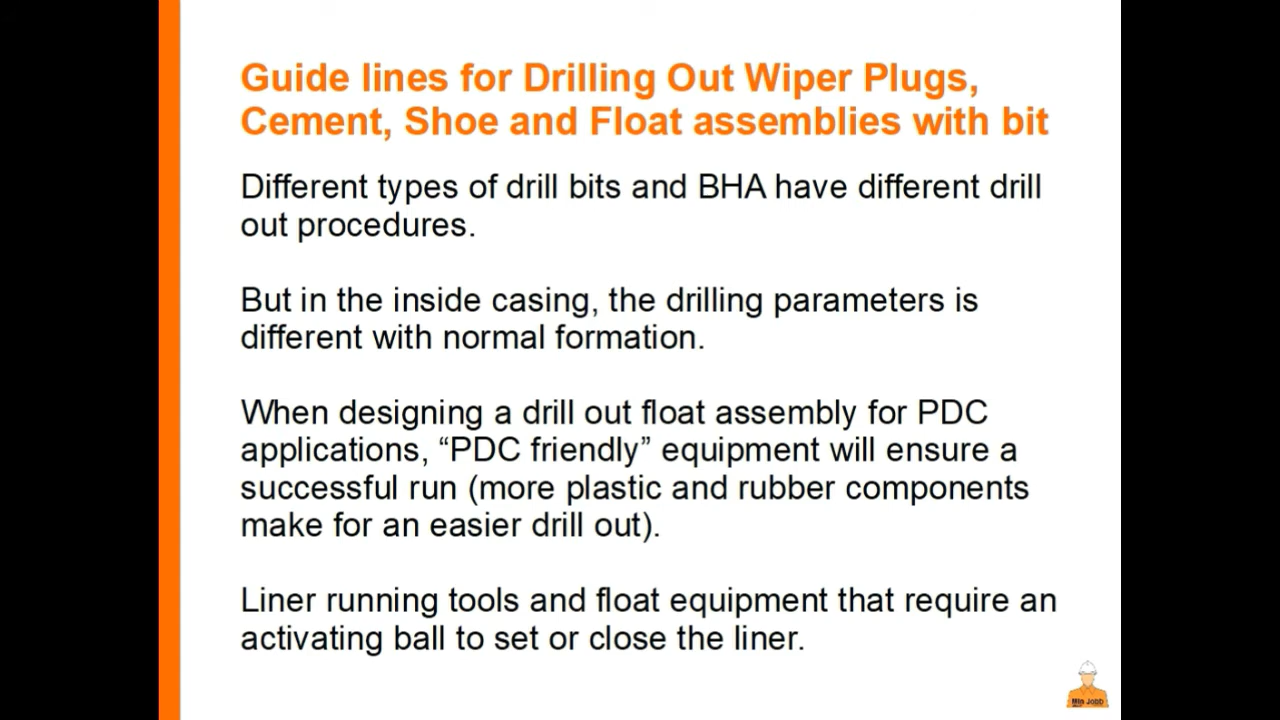 Guide lines for Drilling Out Wiper Plugs,
Cement, Shoe and Float assemblies with bit
Different types of drill bits and BHA have different drill
out procedures.
But in the inside casing, the drilling parameters is
different with normal formation.
When designing a drill out float assembly for PDC
applications, “PDC friendly” equipment will ensure a
successful run (more plastic and rubber components
make for an easier drill out).
Liner running tools and float equipment that require an
activating ball to set or close the liner.